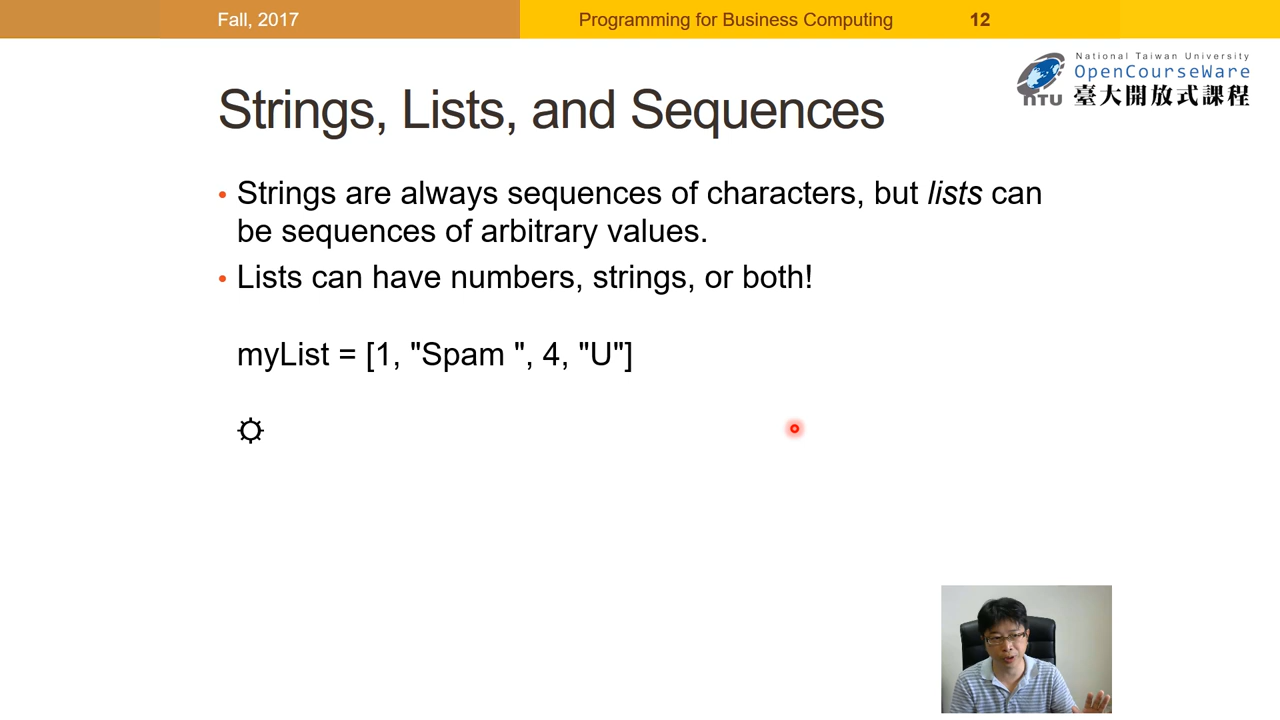 Fall, 2017
Programming for Business Computing
12
National Taiwan University
OpenCourseWare
NTU 臺大開放式課程
Strings, Lists, and Sequences
• Strings are always sequences of characters, but lists can
be sequences of arbitrary values.
• Lists can have numbers, strings, or both!
myList = [1, "Spam ", 4, "U"]